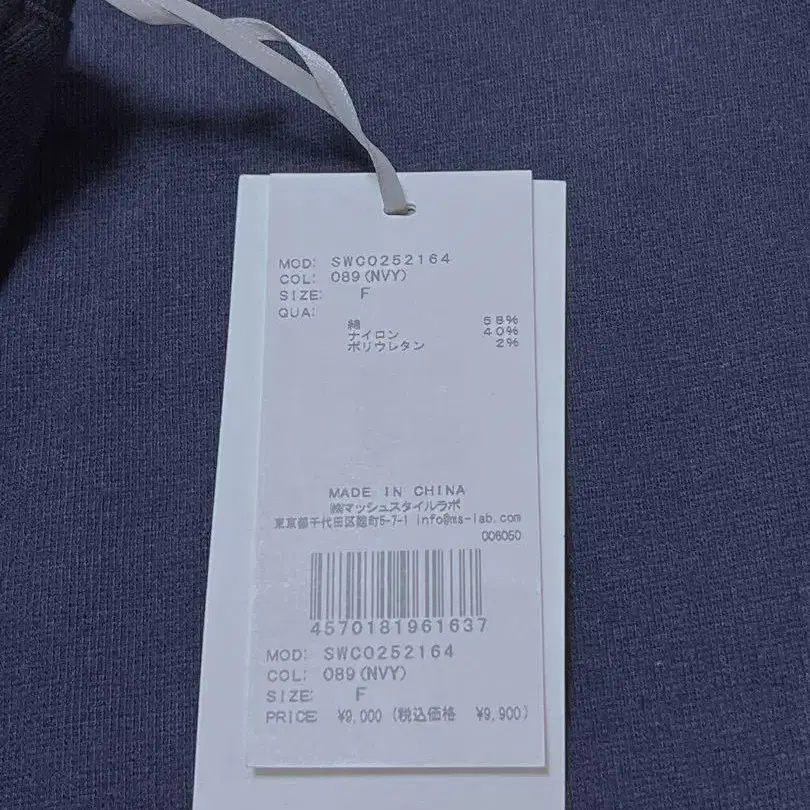 MOD: SWCO252164
COL: 089(NVY)
SIZE: F
QUA:
綿 58%
ナイロン 40%
ポリウレタン 2%
MADE IN CHINA
㈱マッシュスタイルラボ
東京都千代田区麹町5-7-1 info@ms-lab.com
006050
4570181961637
MOD: SWCO252164
COL: 089(NVY)
SIZE: F
PRICE ¥9,000 (税込価格 ¥9,900)